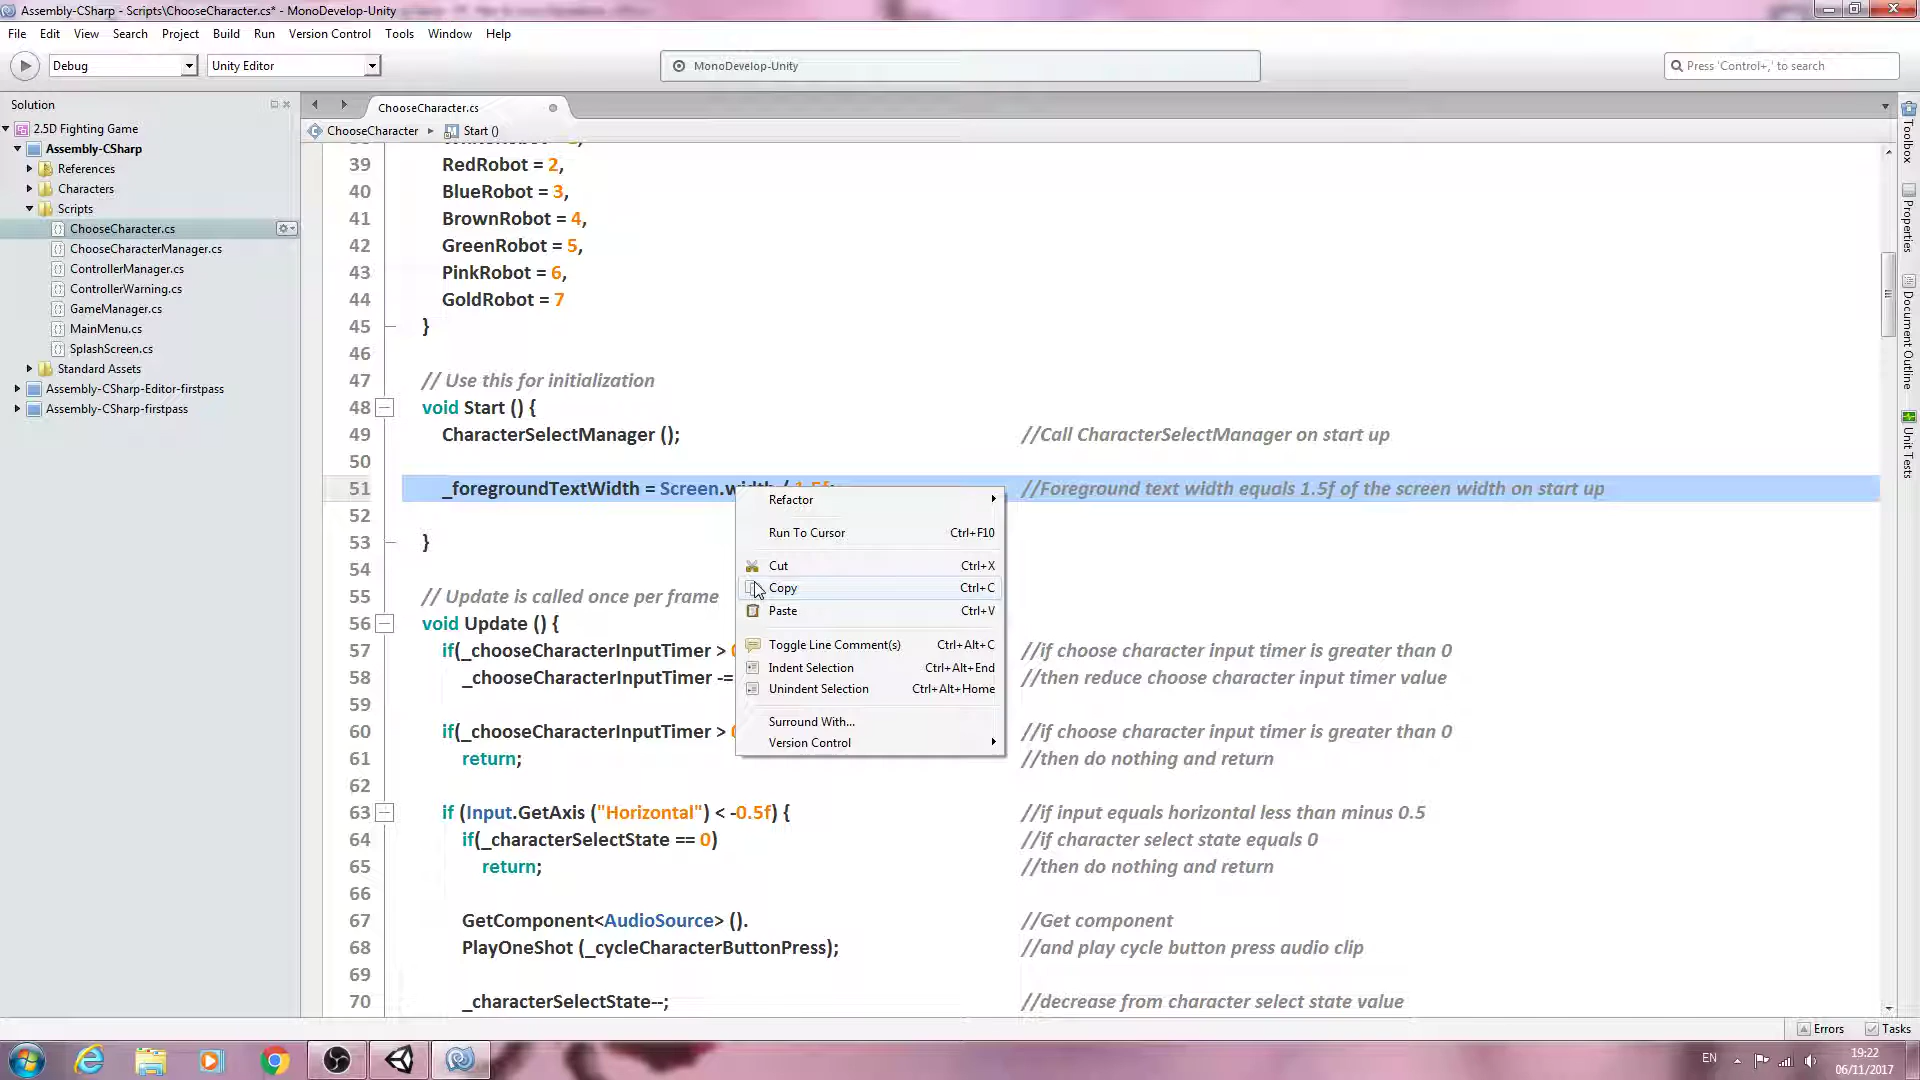 Assembly-CSharp - Scripts\ChooseCharacter.cs* - MonoDevelop-Unity
File Edit View Search Project Build Run Version Control Tools Window Help
Debug Unity Editor MonoDevelop-Unity Press 'Control+,' to search
Solution
2.5D Fighting Game
Assembly-CSharp
References
Characters
Scripts
ChooseCharacter.cs
ChooseCharacterManager.cs
ControllerManager.cs
ControllerWarning.cs
GameManager.cs
MainMenu.cs
SplashScreen.cs
Standard Assets
Assembly-CSharp-Editor-firstpass
Assembly-CSharp-firstpass
ChooseCharacter.cs
ChooseCharacter Start ()
39 RedRobot = 2,
40 BlueRobot = 3,
41 BrownRobot = 4,
42 GreenRobot = 5,
43 PinkRobot = 6,
44 GoldRobot = 7
45 }
46
47 // Use this for initialization
48 void Start () {
49 CharacterSelectManager (); //Call CharacterSelectManager on start up
50
51 _foregroundTextWidth = Screen.width / 1.5f; //Foreground text width equals 1.5f of the screen width on start up
52
53 }
54
55 // Update is called once per frame
56 void Update () {
57 if(_chooseCharacterInputTimer > //if choose character input timer is greater than 0
58 _chooseCharacterInputTimer -= //then reduce choose character input timer value
59
60 if(_chooseCharacterInputTimer > //if choose character input timer is greater than 0
61 return; //then do nothing and return
62
63 if (Input.GetAxis ("Horizontal") < -0.5f) { //if input equals horizontal less than minus 0.5
64 if(_characterSelectState == 0) //if character select state equals 0
65 return; //then do nothing and return
66
67 GetComponent<AudioSource> (). //Get component
68 PlayOneShot (_cycleCharacterButtonPress); //and play cycle button press audio clip
69
70 _characterSelectState--; //decrease from character select state value
Refactor
Run To Cursor Ctrl+F10
Cut Ctrl+X
Copy Ctrl+C
Paste Ctrl+V
Toggle Line Comment(s) Ctrl+Alt+C
Indent Selection Ctrl+Alt+End
Unindent Selection Ctrl+Alt+Home
Surround With...
Version Control
Toolbox
Properties
Document Outline
Unit Tests
Errors Tasks
EN
19:22
06/11/2017